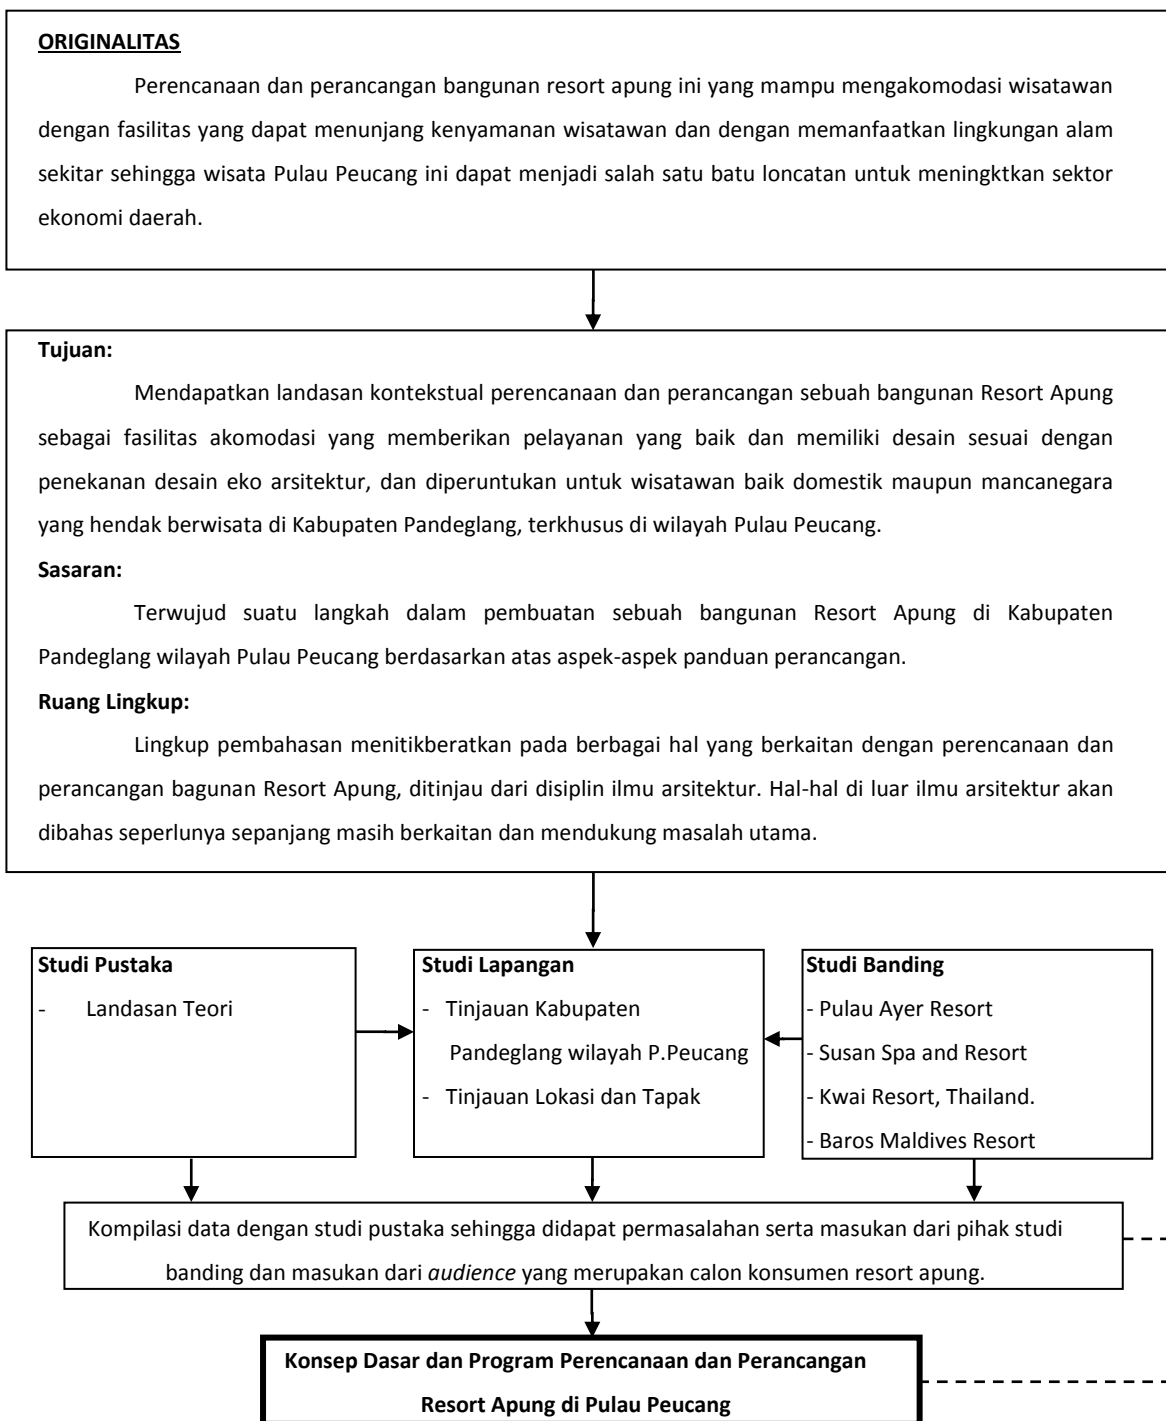 ORIGINALITAS
Perencanaan dan perancangan bangunan resort apung ini yang mampu mengakomodasi wisatawan
dengan fasilitas yang dapat menunjang kenyamanan wisatawan dan dengan memanfaatkan lingkungan alam
sekitar sehingga wisata Pulau Peucang ini dapat menjadi salah satu batu loncatan untuk meningktkan sektor
ekonomi daerah.
Tujuan:
Mendapatkan landasan kontekstual perencanaan dan perancangan sebuah bangunan Resort Apung
sebagai fasilitas akomodasi yang memberikan pelayanan yang baik dan memiliki desain sesuai dengan
penekanan desain eko arsitektur, dan diperuntukan untuk wisatawan baik domestik maupun mancanegara
yang hendak berwisata di Kabupaten Pandeglang, terkhusus di wilayah Pulau Peucang.
Sasaran:
Terwujud suatu langkah dalam pembuatan sebuah bangunan Resort Apung di Kabupaten
Pandeglang wilayah Pulau Peucang berdasarkan atas aspek-aspek panduan perancangan.
Ruang Lingkup:
Lingkup pembahasan menitikberatkan pada berbagai hal yang berkaitan dengan perencanaan dan
perancangan bagunan Resort Apung, ditinjau dari disiplin ilmu arsitektur. Hal-hal di luar ilmu arsitektur akan
dibahas seperlunya sepanjang masih berkaitan dan mendukung masalah utama.
Studi Pustaka
- Landasan Teori
Studi Lapangan
- Tinjauan Kabupaten
Pandeglang wilayah P.Peucang
- Tinjauan Lokasi dan Tapak
Studi Banding
- Pulau Ayer Resort
- Susan Spa and Resort
- Kwai Resort, Thailand.
- Baros Maldives Resort
Kompilasi data dengan studi pustaka sehingga didapat permasalahan serta masukan dari pihak studi
banding dan masukan dari audience yang merupakan calon konsumen resort apung.
Konsep Dasar dan Program Perencanaan dan Perancangan
Resort Apung di Pulau Peucang